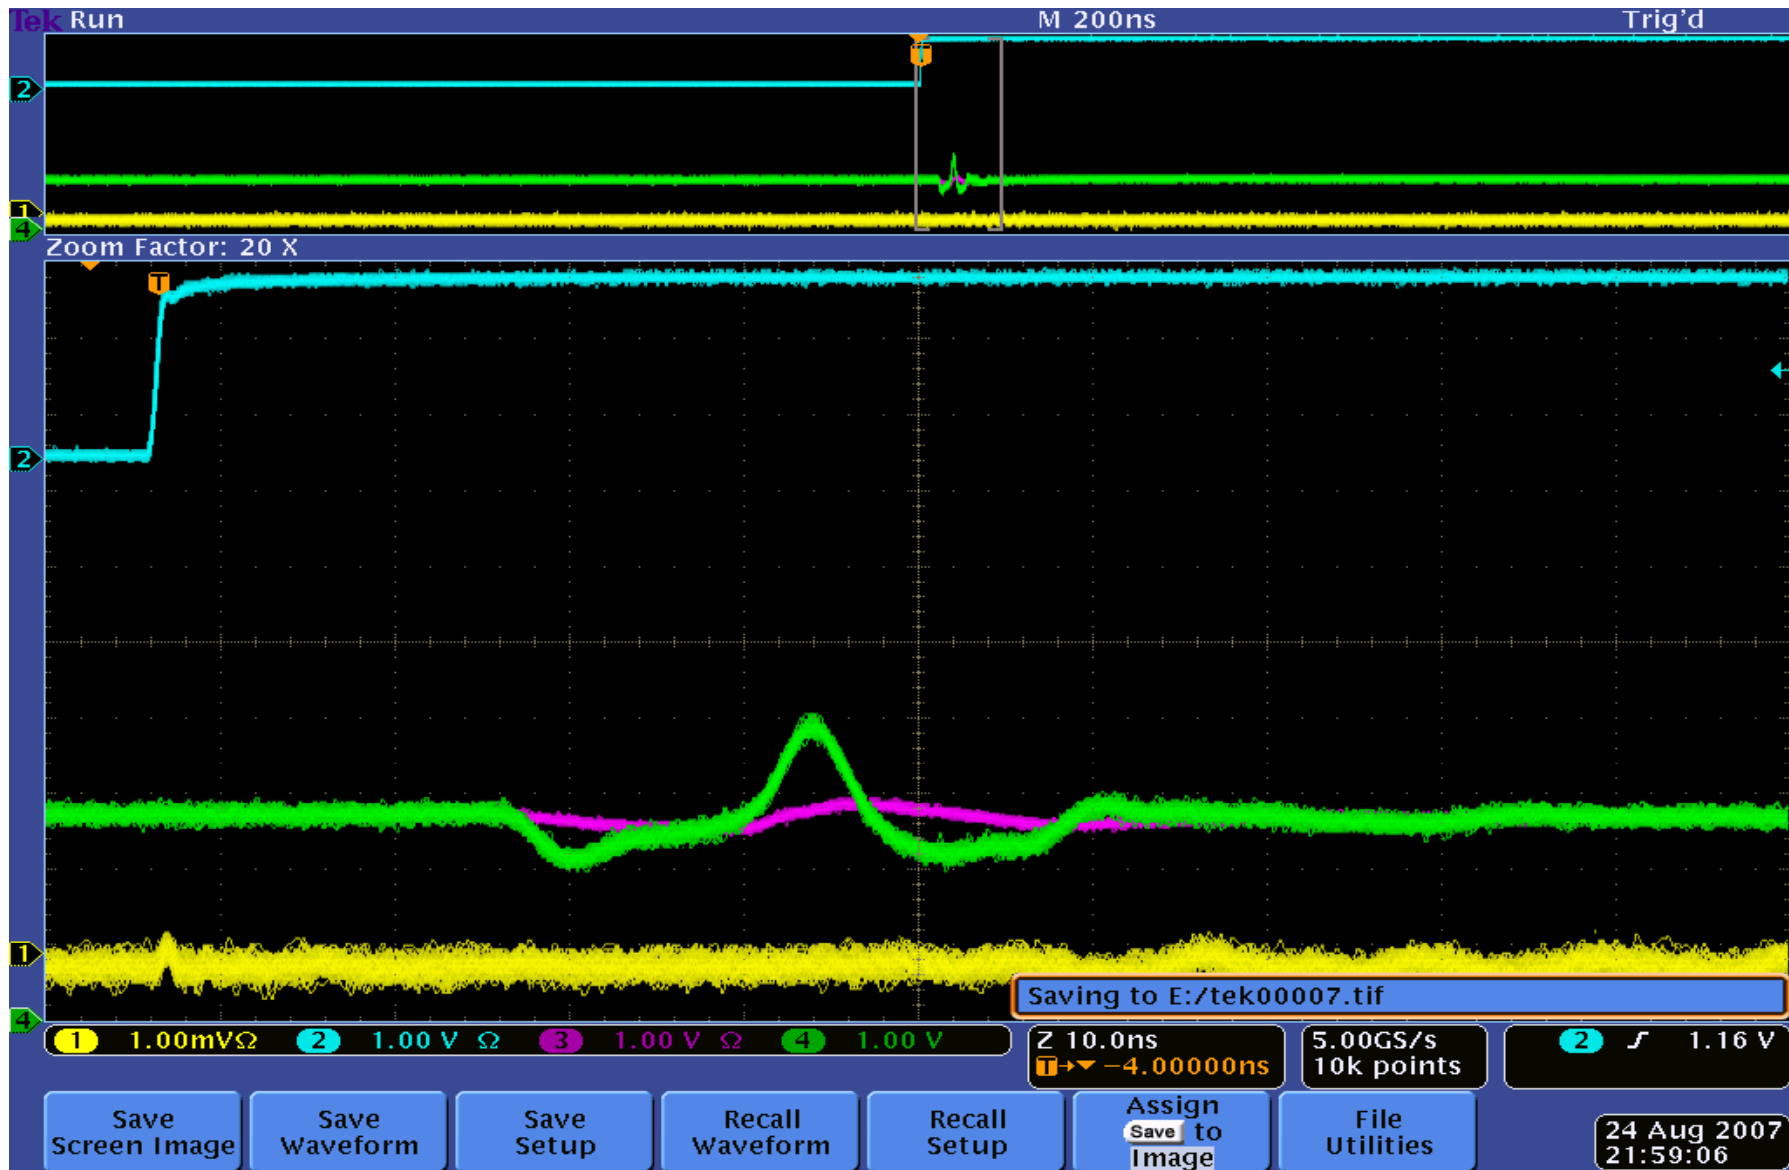 Tek Run M 200ns Trig'd
T
2
1
4
Zoom Factor: 20 X
T
2
1
4
Saving to E:/tek00007.tif
1 1.00mVΩ 2 1.00 V Ω 3 1.00 V Ω 4 1.00 V
Z 10.0ns
T→▼ −4.00000ns
5.00GS/s
10k points
2 1.16 V
Save
Screen Image
Save
Waveform
Save
Setup
Recall
Waveform
Recall
Setup
Assign
Save to
Image
File
Utilities
24 Aug 2007
21:59:06